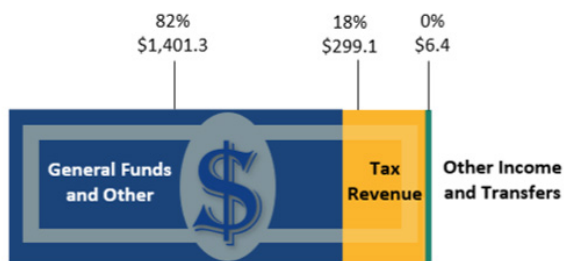 82% 18% 0%
$1,401.3 $299.1 $6.4
General Funds Tax Other Income
and Other $ Revenue and Transfers